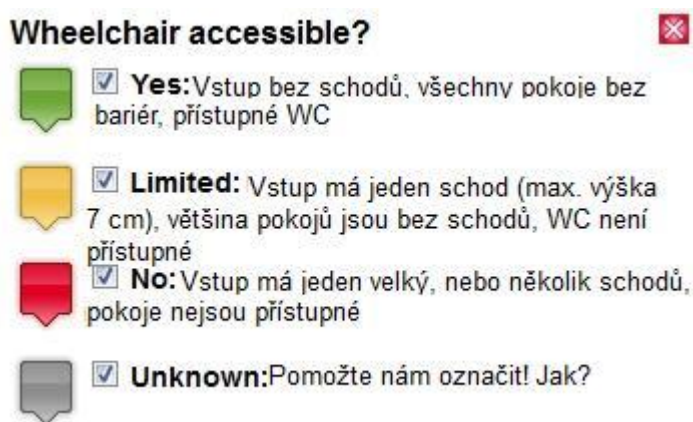 Wheelchair accessible?
Yes: Vstup bez schodů, všechny pokoje bez
bariér, přístupné WC
Limited: Vstup má jeden schod (max. výška
7 cm), většina pokojů jsou bez schodů, WC není
přístupné
No: Vstup má jeden velký, nebo několik schodů,
pokoje nejsou přístupné
Unknown: Pomožte nám označit! Jak?